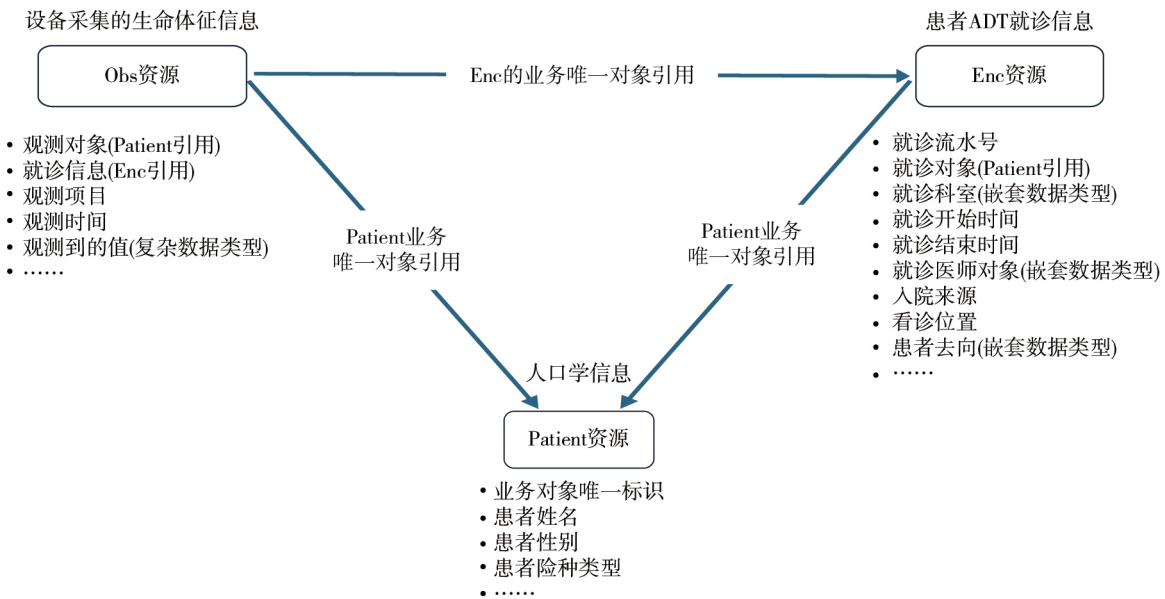 设备采集的生命体征信息
Obs资源
• 观测对象(Patient引用)
• 就诊信息(Enc引用)
• 观测项目
• 观测时间
• 观测到的值(复杂数据类型)
• ……
Enc的业务唯一对象引用
患者ADT就诊信息
Enc资源
• 就诊流水号
• 就诊对象(Patient引用)
• 就诊科室(嵌套数据类型)
• 就诊开始时间
• 就诊结束时间
• 就诊医师对象(嵌套数据类型)
• 入院来源
• 看诊位置
• 患者去向(嵌套数据类型)
• ……
Patient业务
唯一对象引用
Patient业务
唯一对象引用
人口学信息
Patient资源
• 业务对象唯一标识
• 患者姓名
• 患者性别
• 患者险种类型
• ……